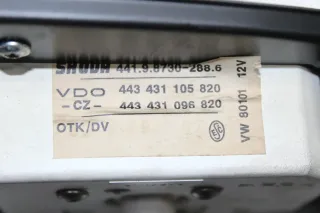 ŠKODA 441.9.8730-288.6
VDO 443 431 105 820
-CZ- 443 431 096 820
OTK/DV
VW 80101 12V